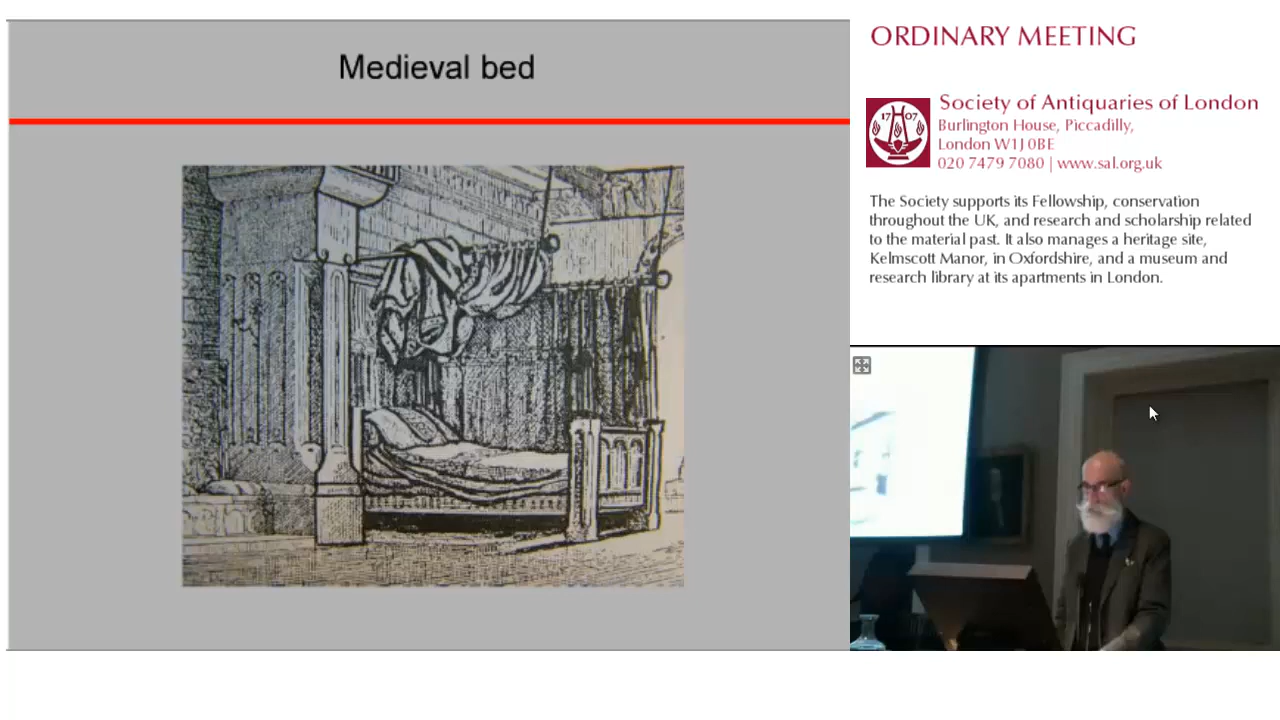 Medieval bed
ORDINARY MEETING
17 07
Society of Antiquaries of London
Burlington House, Piccadilly,
London W1J 0BE
020 7479 7080 | www.sal.org.uk
The Society supports its Fellowship, conservation
throughout the UK, and research and scholarship related
to the material past. It also manages a heritage site,
Kelmscott Manor, in Oxfordshire, and a museum and
research library at its apartments in London.